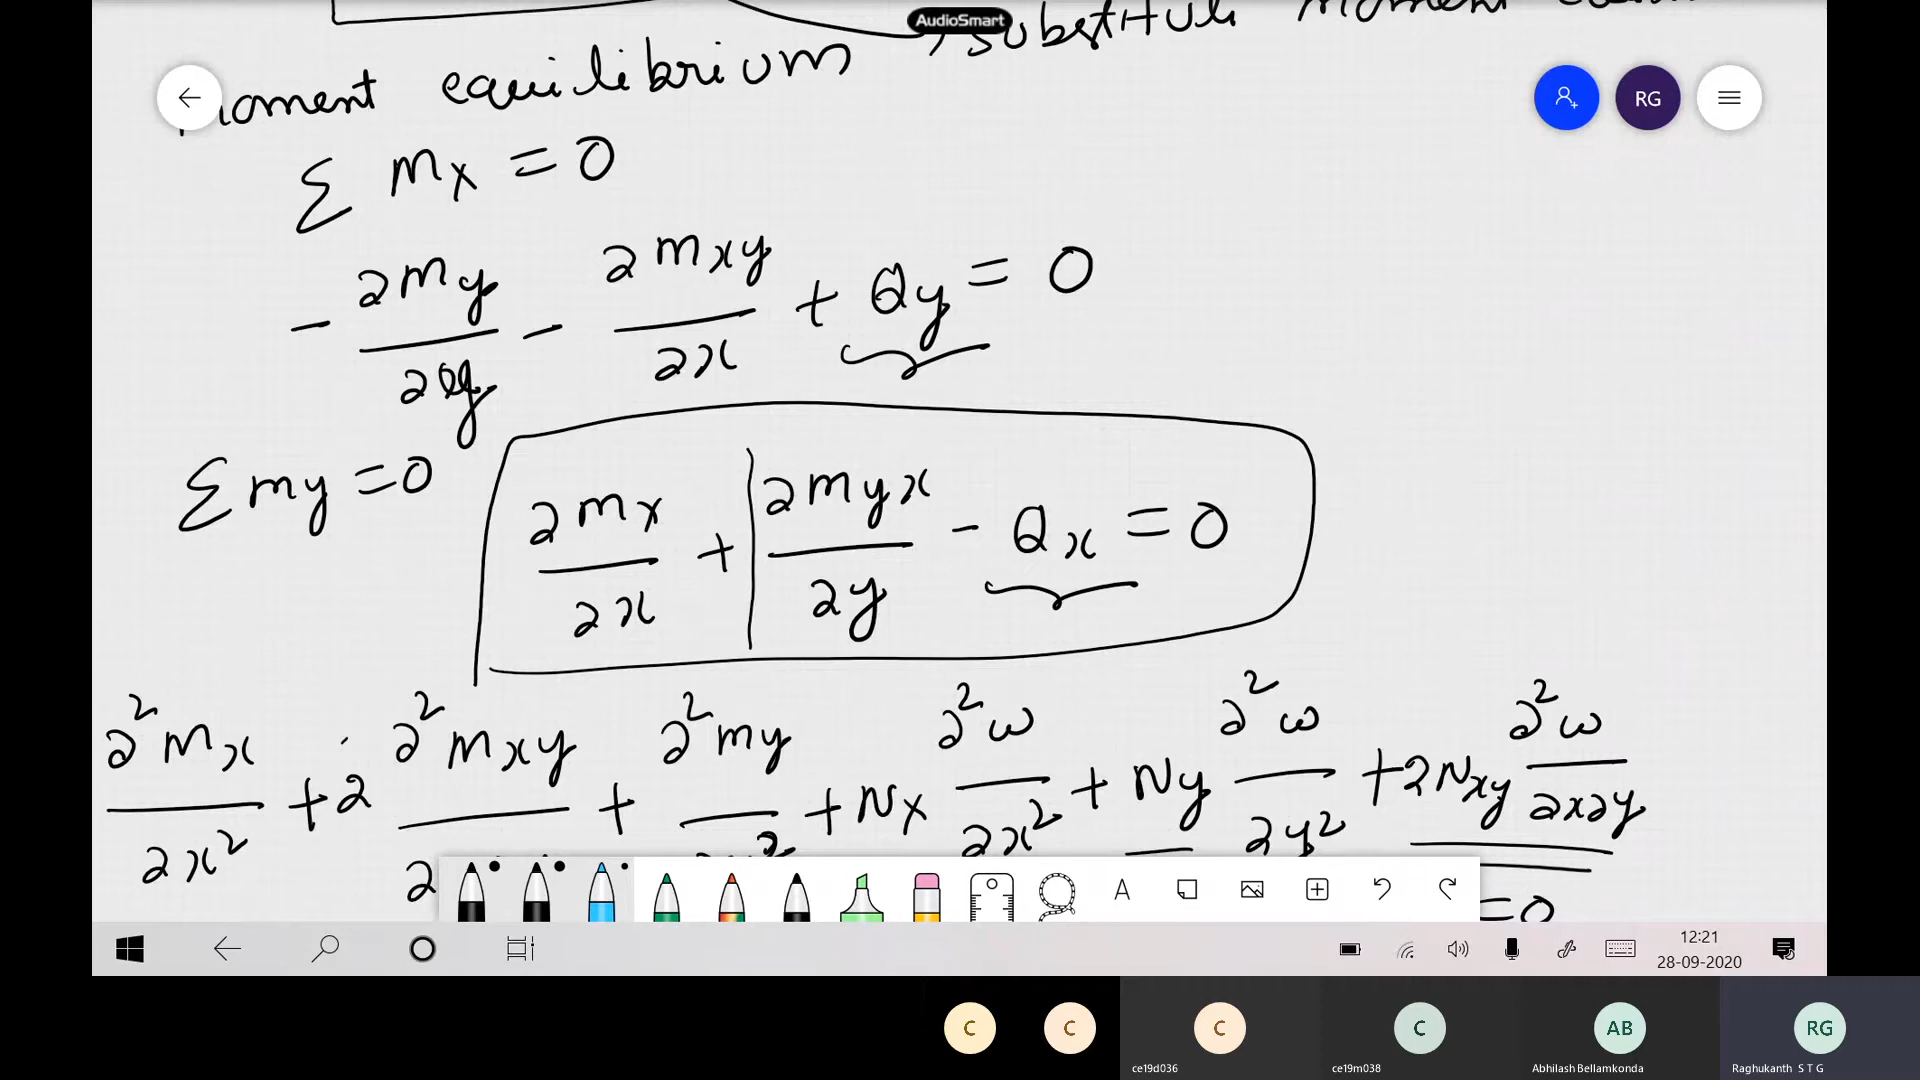 AudioSmart
, substitute moment
moment equilibrium
RG
Σ Mx = 0
- ∂My/∂y - ∂Mxy/∂x + Qy = 0
Σ My = 0
∂Mx/∂x + ∂Myx/∂y - Qx = 0
∂²Mx/∂x² + 2 ∂²Mxy/∂ + ∂²My/∂y² + Nx ∂²ω/∂x² + Ny ∂²ω/∂y² + 2Nxy ∂²ω/∂x∂y
= 0
A
12:21
28-09-2020
C
C
C
C
AB
RG
ce19d036
ce19m038
Abhilash Bellamkonda
Raghukanth S T G